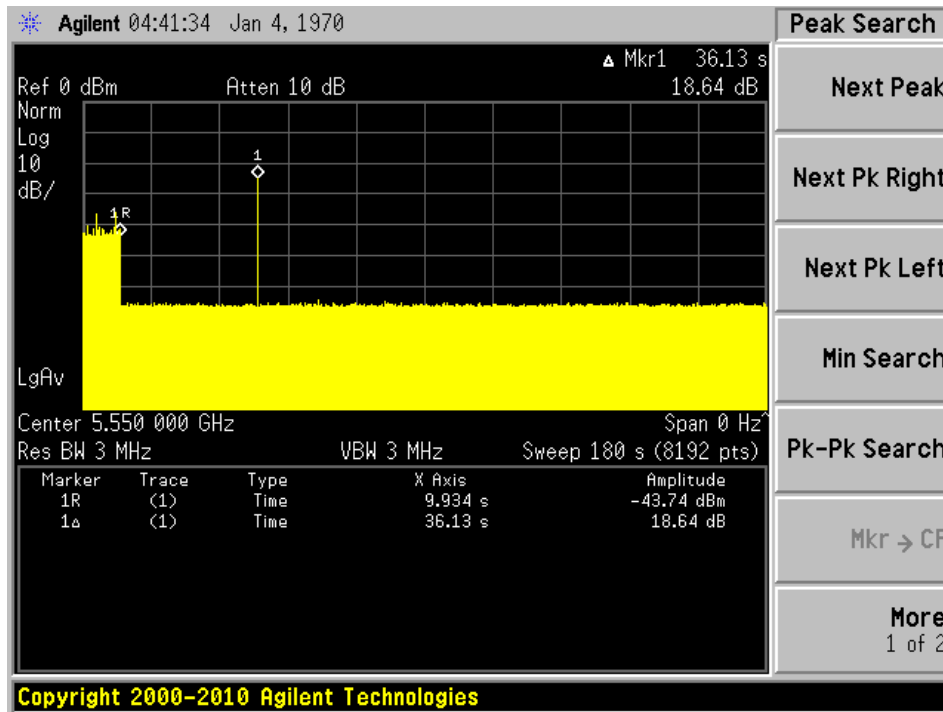 Agilent 04:41:34 Jan 4, 1970
Peak Search
Δ Mkr1 36.13 s
Ref 0 dBm Atten 10 dB 18.64 dB
Norm
Log
10
dB/
1
1R
LgAv
Center 5.550 000 GHz Span 0 Hz^
Res BW 3 MHz VBW 3 MHz Sweep 180 s (8192 pts)
Marker Trace Type X Axis Amplitude
1R (1) Time 9.934 s -43.74 dBm
1Δ (1) Time 36.13 s 18.64 dB
Next Peak
Next Pk Right
Next Pk Left
Min Search
Pk-Pk Search
Mkr → CF
More
1 of 2
Copyright 2000-2010 Agilent Technologies